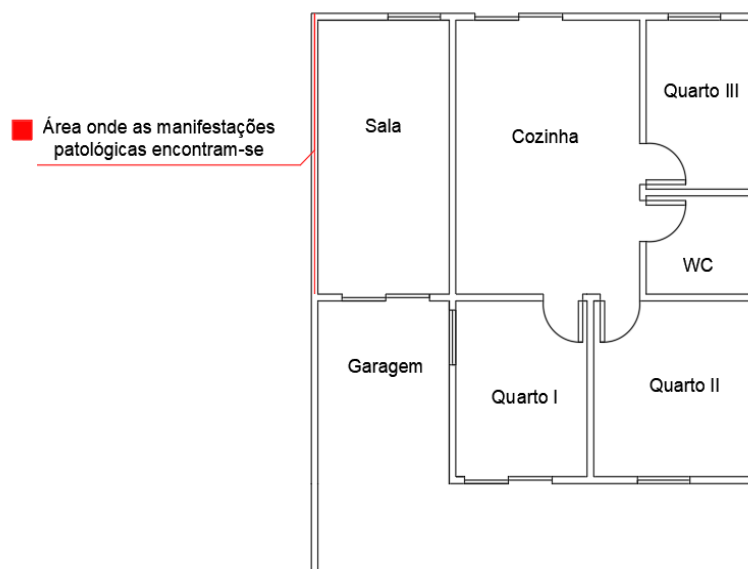 Área onde as manifestações
patológicas encontram-se
Sala
Cozinha
Quarto III
WC
Garagem
Quarto I
Quarto II